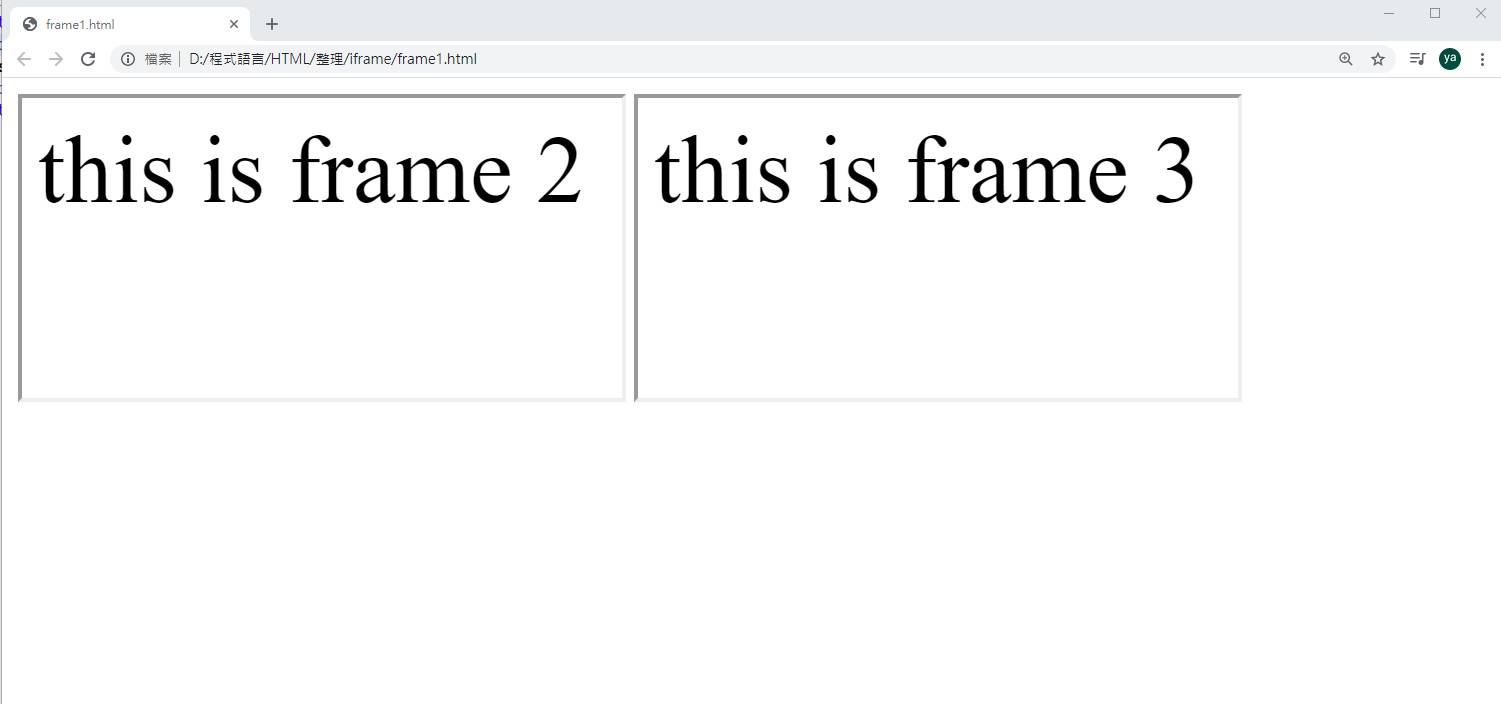 frame1.html
檔案 D:/程式語言/HTML/整理/iframe/frame1.html
ya
this is frame 2
this is frame 3